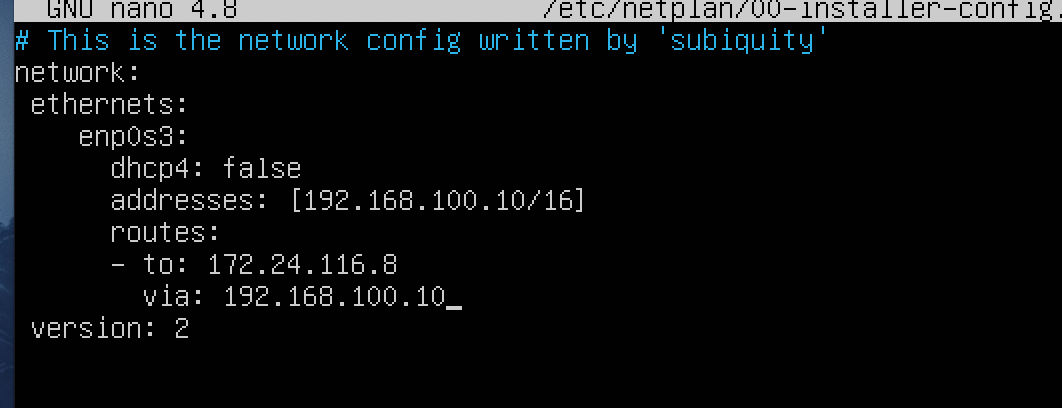 GNU nano 4.8 /etc/netplan/00-installer-config.
# This is the network config written by 'subiquity'
network:
 ethernets:
    enp0s3:
      dhcp4: false
      addresses: [192.168.100.10/16]
      routes:
      - to: 172.24.116.8
        via: 192.168.100.10_
 version: 2